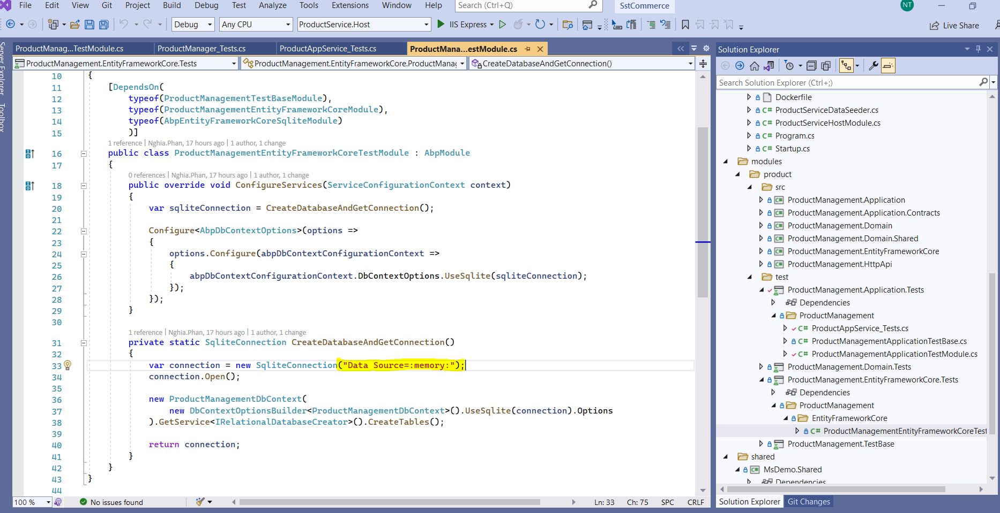 File Edit View Git Project Build Debug Test Analyze Tools Extensions Window Help Search (Ctrl+Q) SstCommerce NT
Debug Any CPU ProductService.Host IIS Express Live Share
Server Explorer
Toolbox
ProductManag...TestModule.cs ProductManager_Tests.cs ProductAppService_Tests.cs ProductMana...estModule.cs
ProductManagement.EntityFrameworkCore.Tests ProductManagement.EntityFrameworkCore.ProductManag CreateDatabaseAndGetConnection()
10 {
11 [DependsOn(
12 typeof(ProductManagementTestBaseModule),
13 typeof(ProductManagementEntityFrameworkCoreModule),
14 typeof(AbpEntityFrameworkCoreSqliteModule)
15 )]
1 reference | Nghia.Phan, 17 hours ago | 1 author, 1 change
16 public class ProductManagementEntityFrameworkCoreTestModule : AbpModule
17 {
0 references | Nghia.Phan, 17 hours ago | 1 author, 1 change
18 public override void ConfigureServices(ServiceConfigurationContext context)
19 {
20 var sqliteConnection = CreateDatabaseAndGetConnection();
21
22 Configure<AbpDbContextOptions>(options =>
23 {
24 options.Configure(abpDbContextConfigurationContext =>
25 {
26 abpDbContextConfigurationContext.DbContextOptions.UseSqlite(sqliteConnection);
27 });
28 });
29 }
30
1 reference | Nghia.Phan, 17 hours ago | 1 author, 1 change
31 private static SqliteConnection CreateDatabaseAndGetConnection()
32 {
33 var connection = new SqliteConnection("Data Source=:memory:");
34 connection.Open();
35
36 new ProductManagementDbContext(
37 new DbContextOptionsBuilder<ProductManagementDbContext>().UseSqlite(connection).Options
38 ).GetService<IRelationalDatabaseCreator>().CreateTables();
39
40 return connection;
41 }
42 }
43 }
44
100 % No issues found Ln: 33 Ch: 75 SPC CRLF
Solution Explorer
Search Solution Explorer (Ctrl+;)
Dockerfile
C# ProductServiceDataSeeder.cs
C# ProductServiceHostModule.cs
C# Program.cs
C# Startup.cs
modules
product
src
C# ProductManagement.Application
C# ProductManagement.Application.Contracts
C# ProductManagement.Domain
C# ProductManagement.Domain.Shared
C# ProductManagement.EntityFrameworkCore
C# ProductManagement.HttpApi
test
ProductManagement.Application.Tests
Dependencies
ProductManagement
C# ProductAppService_Tests.cs
C# ProductManagementApplicationTestBase.cs
C# ProductManagementApplicationTestModule.cs
ProductManagement.Domain.Tests
ProductManagement.EntityFrameworkCore.Tests
Dependencies
ProductManagement
EntityFrameworkCore
C# ProductManagementEntityFrameworkCoreTest
ProductManagement.TestBase
shared
C# MsDemo.Shared
Dependencies
Solution Explorer Git Changes